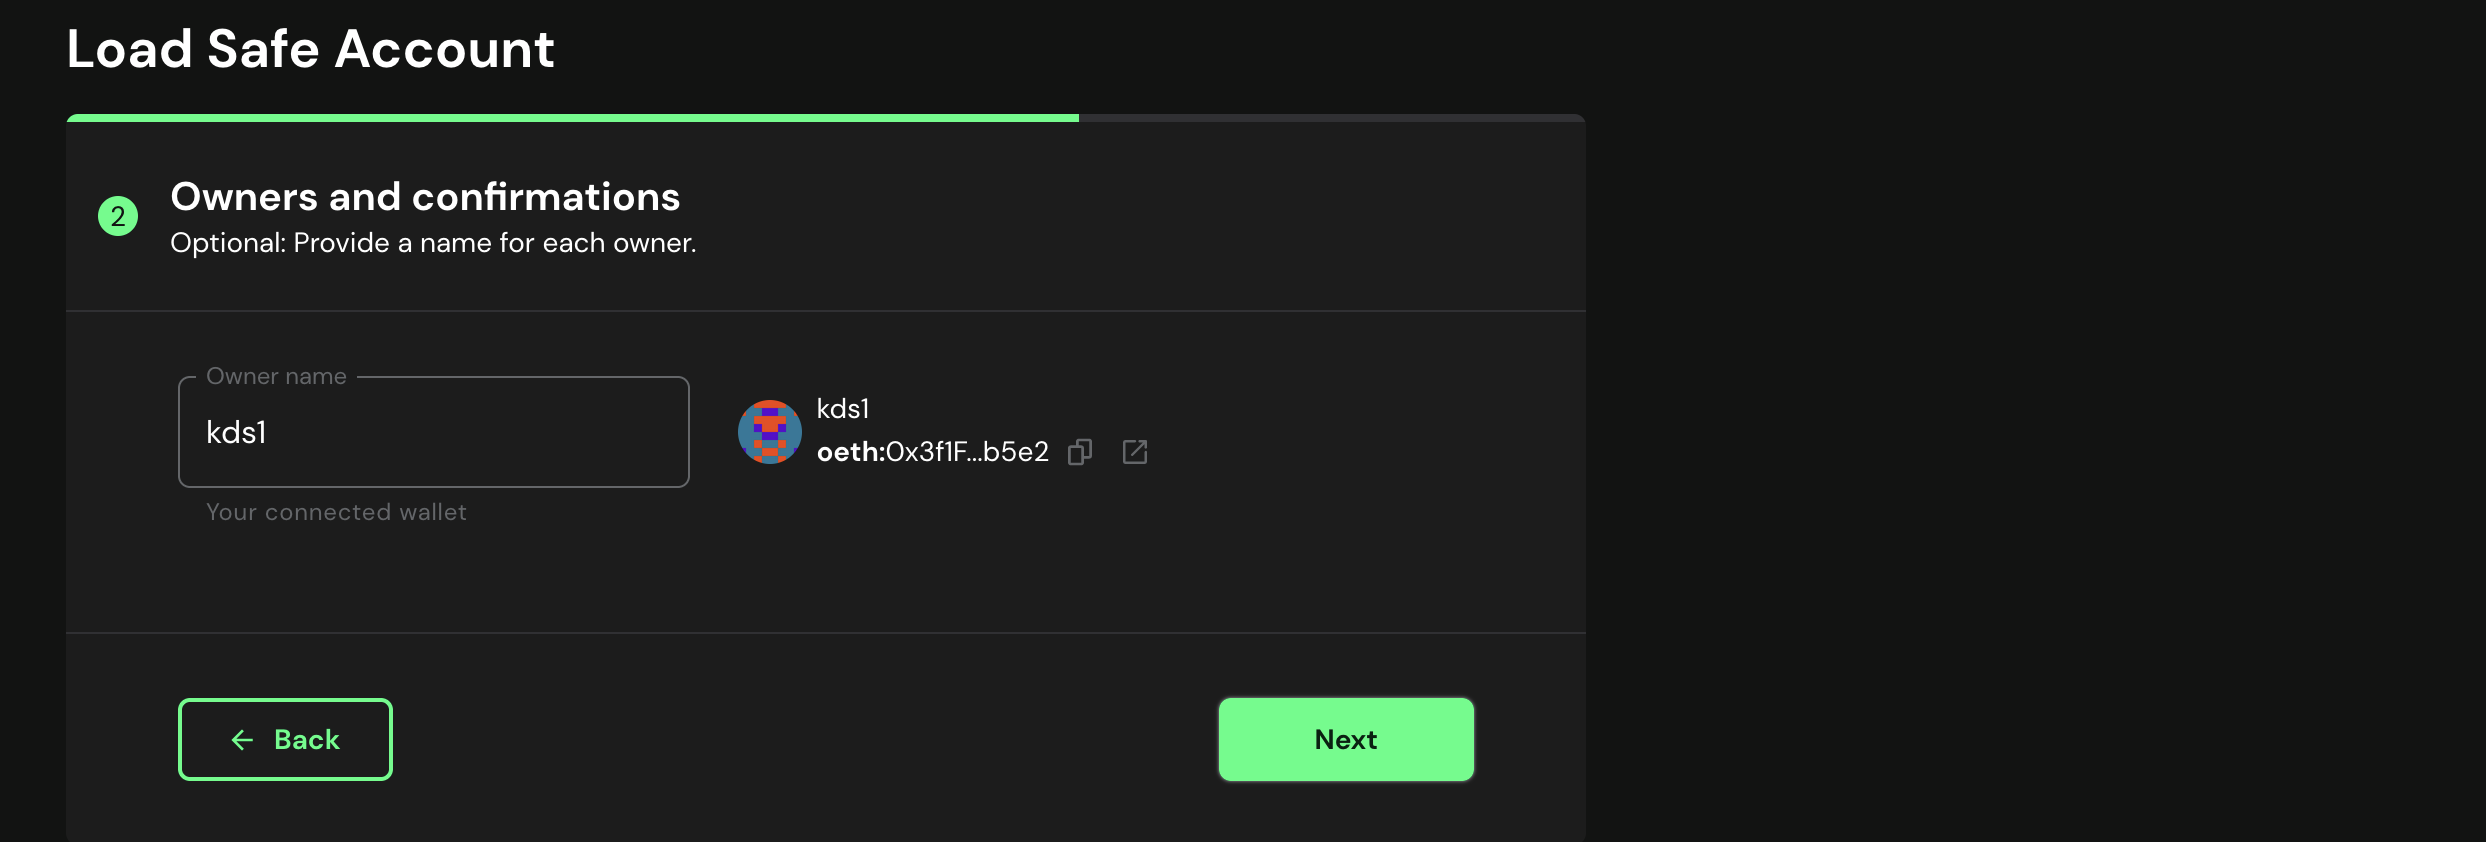 Load Safe Account
2
Owners and confirmations
Optional: Provide a name for each owner.
Owner name
kds1
Your connected wallet
kds1
oeth:0x3f1F...b5e2
Back
Next